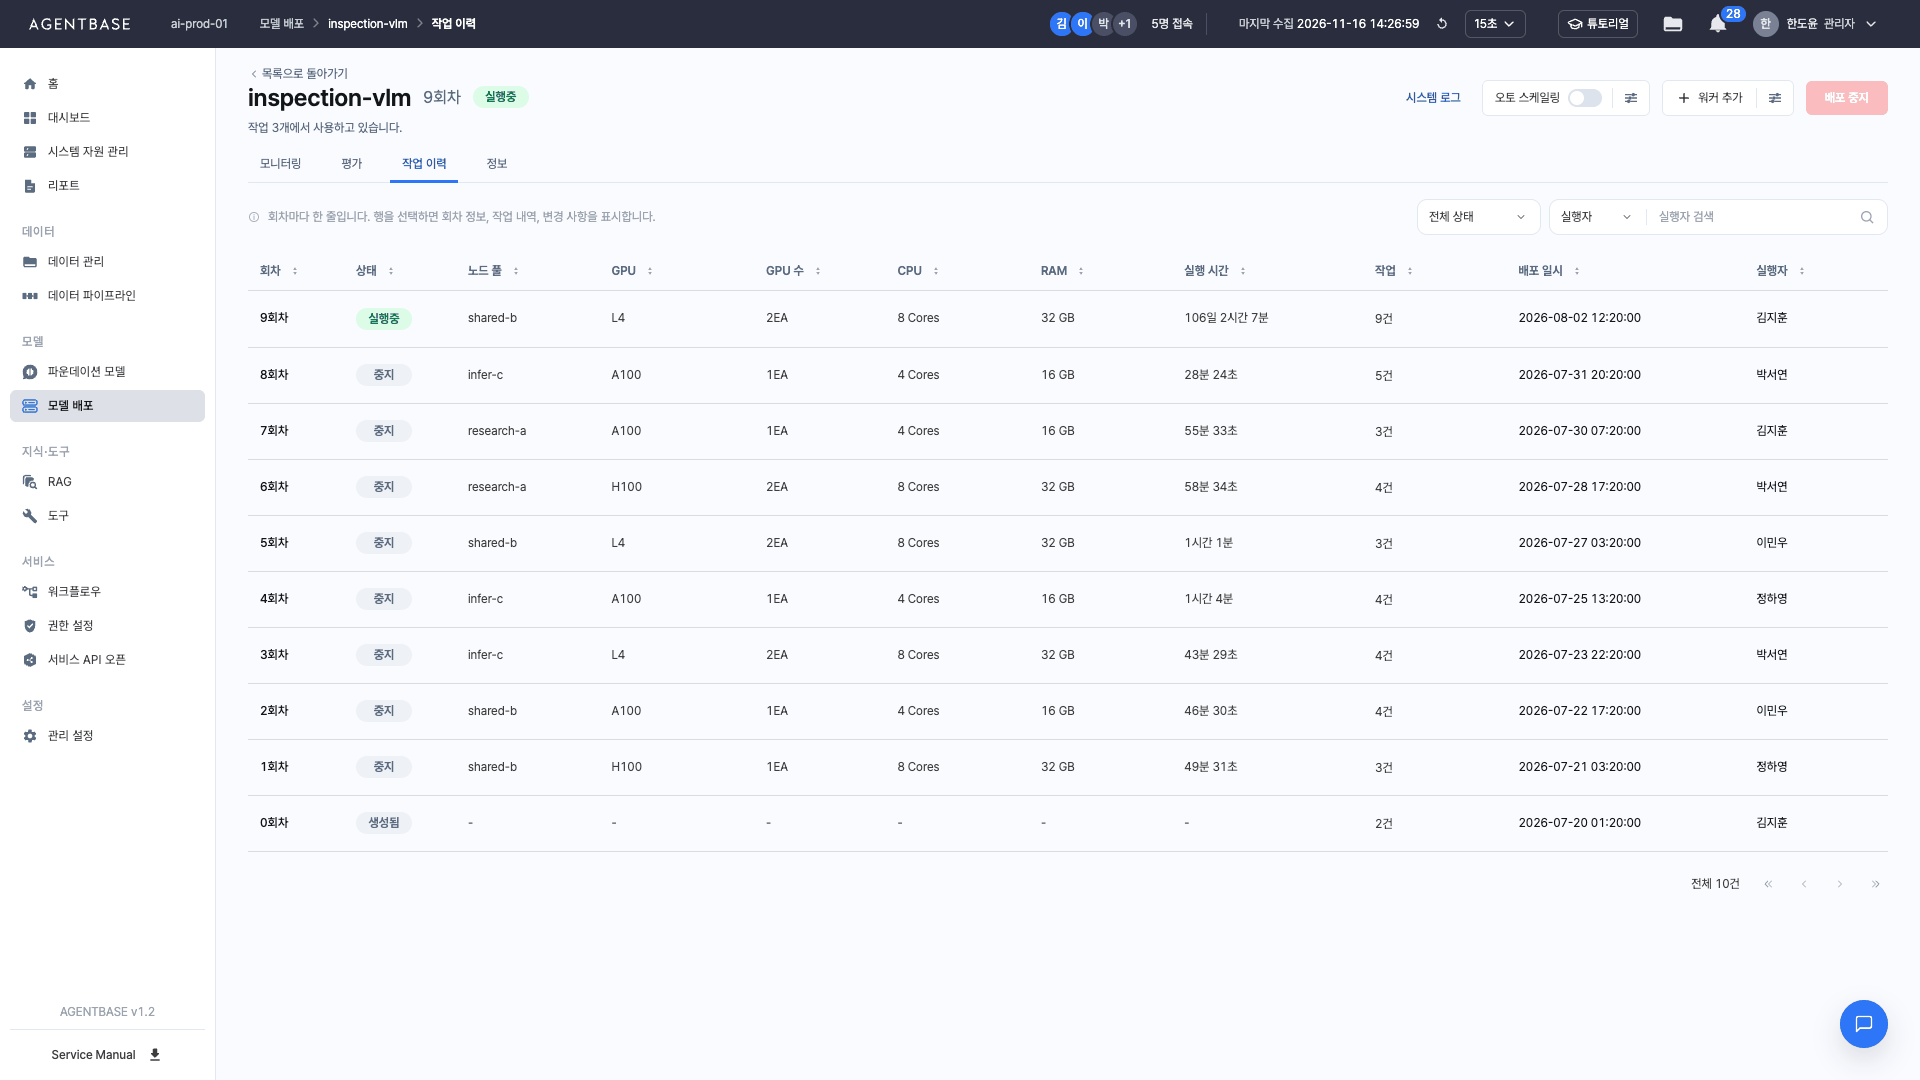 AGENTBASE
ai-prod-01
모델 배포 > inspection-vlm > 작업 이력
김 이 박 +1 5명 접속
마지막 수집 2026-11-16 14:26:59
15초
튜토리얼
28
한 한도윤 관리자
홈
대시보드
시스템 자원 관리
리포트
데이터
데이터 관리
데이터 파이프라인
모델
파운데이션 모델
모델 배포
지식·도구
RAG
도구
서비스
워크플로우
권한 설정
서비스 API 오픈
설정
관리 설정
AGENTBASE v1.2
Service Manual
목록으로 돌아가기
inspection-vlm 9회차 실행중
작업 3개에서 사용하고 있습니다.
시스템 로그
오토 스케일링
워커 추가
배포 중지
모니터링 평가 작업 이력 정보
회차마다 한 줄입니다. 행을 선택하면 회차 정보, 작업 내역, 변경 사항을 표시합니다.
전체 상태
실행자
실행자 검색
회차 상태 노드 풀 GPU GPU 수 CPU RAM 실행 시간 작업 배포 일시 실행자
9회차 실행중 shared-b L4 2EA 8 Cores 32 GB 106일 2시간 7분 9건 2026-08-02 12:20:00 김지훈
8회차 중지 infer-c A100 1EA 4 Cores 16 GB 28분 24초 5건 2026-07-31 20:20:00 박서연
7회차 중지 research-a A100 1EA 4 Cores 16 GB 55분 33초 3건 2026-07-30 07:20:00 김지훈
6회차 중지 research-a H100 2EA 8 Cores 32 GB 58분 34초 4건 2026-07-28 17:20:00 박서연
5회차 중지 shared-b L4 2EA 8 Cores 32 GB 1시간 1분 3건 2026-07-27 03:20:00 이민우
4회차 중지 infer-c A100 1EA 4 Cores 16 GB 1시간 4분 4건 2026-07-25 13:20:00 정하영
3회차 중지 infer-c L4 2EA 8 Cores 32 GB 43분 29초 4건 2026-07-23 22:20:00 박서연
2회차 중지 shared-b A100 1EA 4 Cores 16 GB 46분 30초 4건 2026-07-22 17:20:00 이민우
1회차 중지 shared-b H100 1EA 8 Cores 32 GB 49분 31초 3건 2026-07-21 03:20:00 정하영
0회차 생성됨 - - - - - - 2건 2026-07-20 01:20:00 김지훈
전체 10건